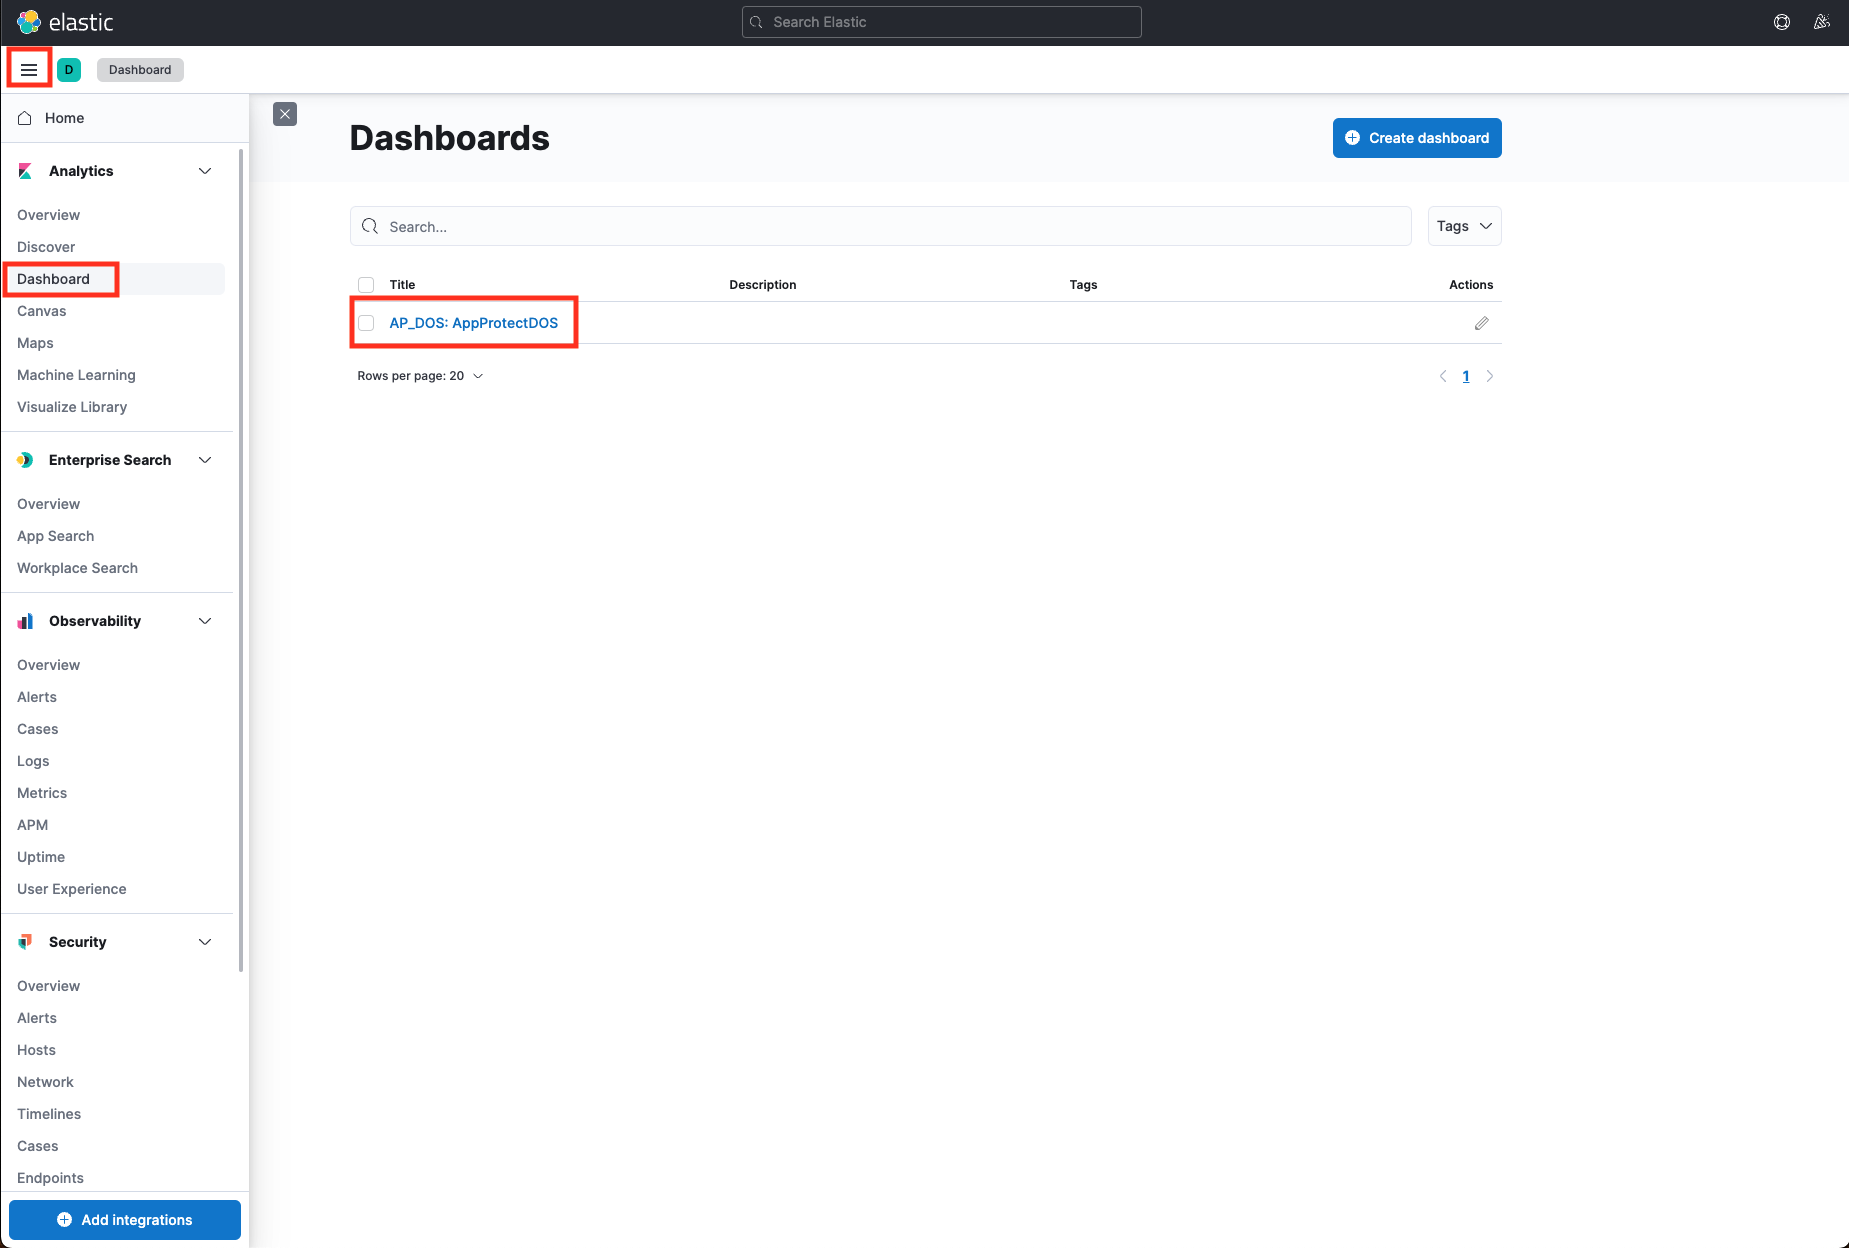 elastic
Search Elastic
D
Dashboard
Home
Dashboards
Create dashboard
Analytics
Overview
Discover
Dashboard
Canvas
Maps
Machine Learning
Visualize Library
Search...
Tags
Title Description Tags Actions
AP_DOS: AppProtectDOS
Rows per page: 20
1
Enterprise Search
Overview
App Search
Workplace Search
Observability
Overview
Alerts
Cases
Logs
Metrics
APM
Uptime
User Experience
Security
Overview
Alerts
Hosts
Network
Timelines
Cases
Endpoints
Add integrations